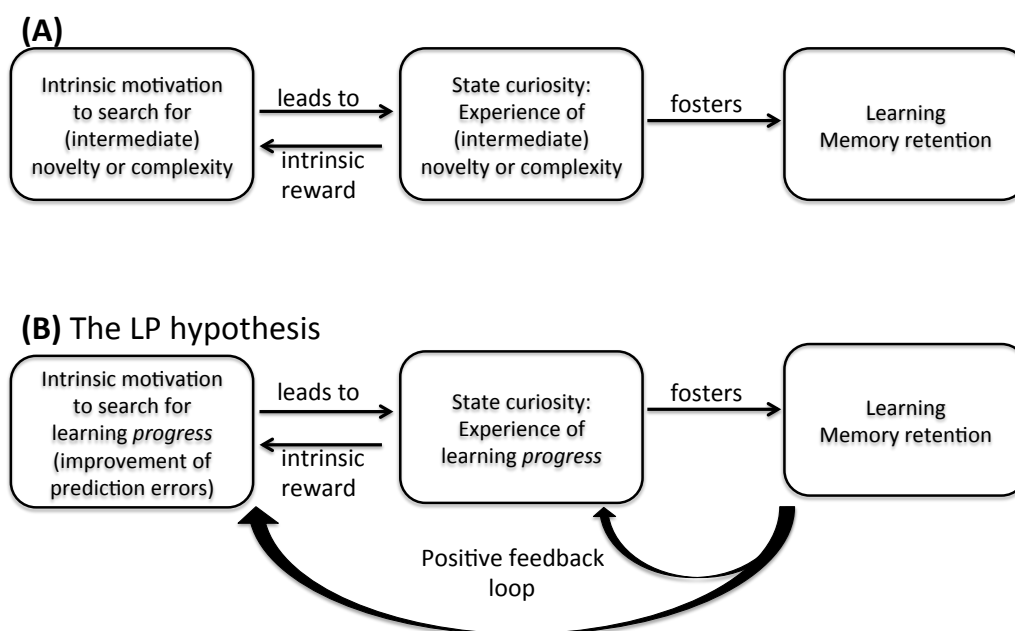 (A)
Intrinsic motivation
to search for
(intermediate)
novelty or complexity
leads to
intrinsic
reward
State curiosity:
Experience of
(intermediate)
novelty or complexity
fosters
Learning
Memory retention
(B) The LP hypothesis
Intrinsic motivation
to search for
learning progress
(improvement of
prediction errors)
leads to
intrinsic
reward
State curiosity:
Experience of
learning progress
fosters
Learning
Memory retention
Positive feedback
loop